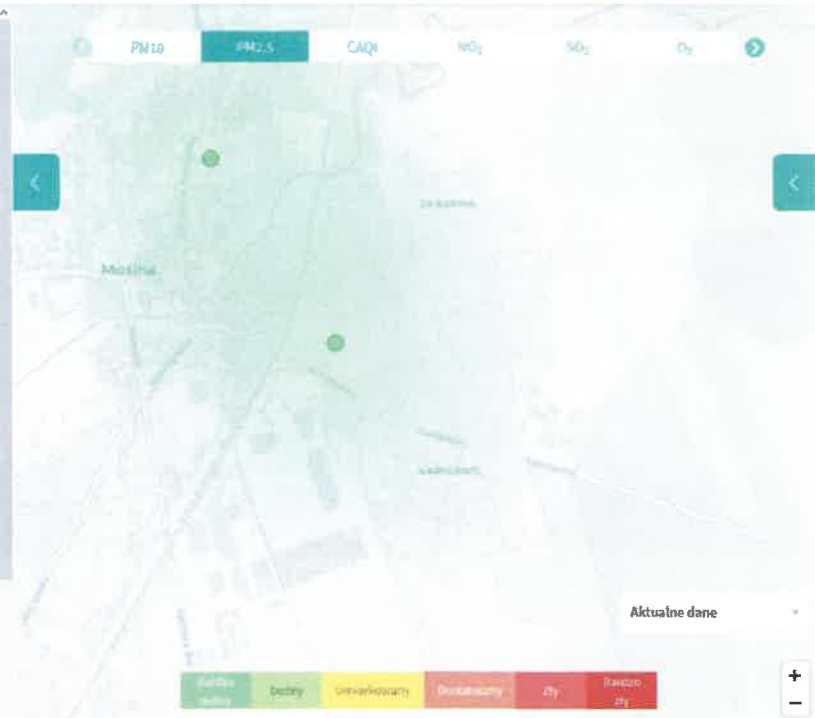 PM10
PM2.5
CAQI
NO₂
SO₂
O₃
Mosina
Aktualne dane
Bardzo
dobry
Dobry
Umiarkowany
Dostateczny
Zły
Bardzo
zły
+
−